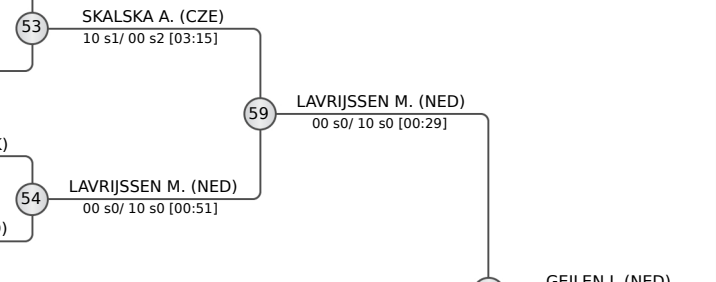 53
SKALSKA A. (CZE)
10 s1/ 00 s2 [03:15]
59
LAVRIJSSEN M. (NED)
00 s0/ 10 s0 [00:29]
54
LAVRIJSSEN M. (NED)
00 s0/ 10 s0 [00:51]